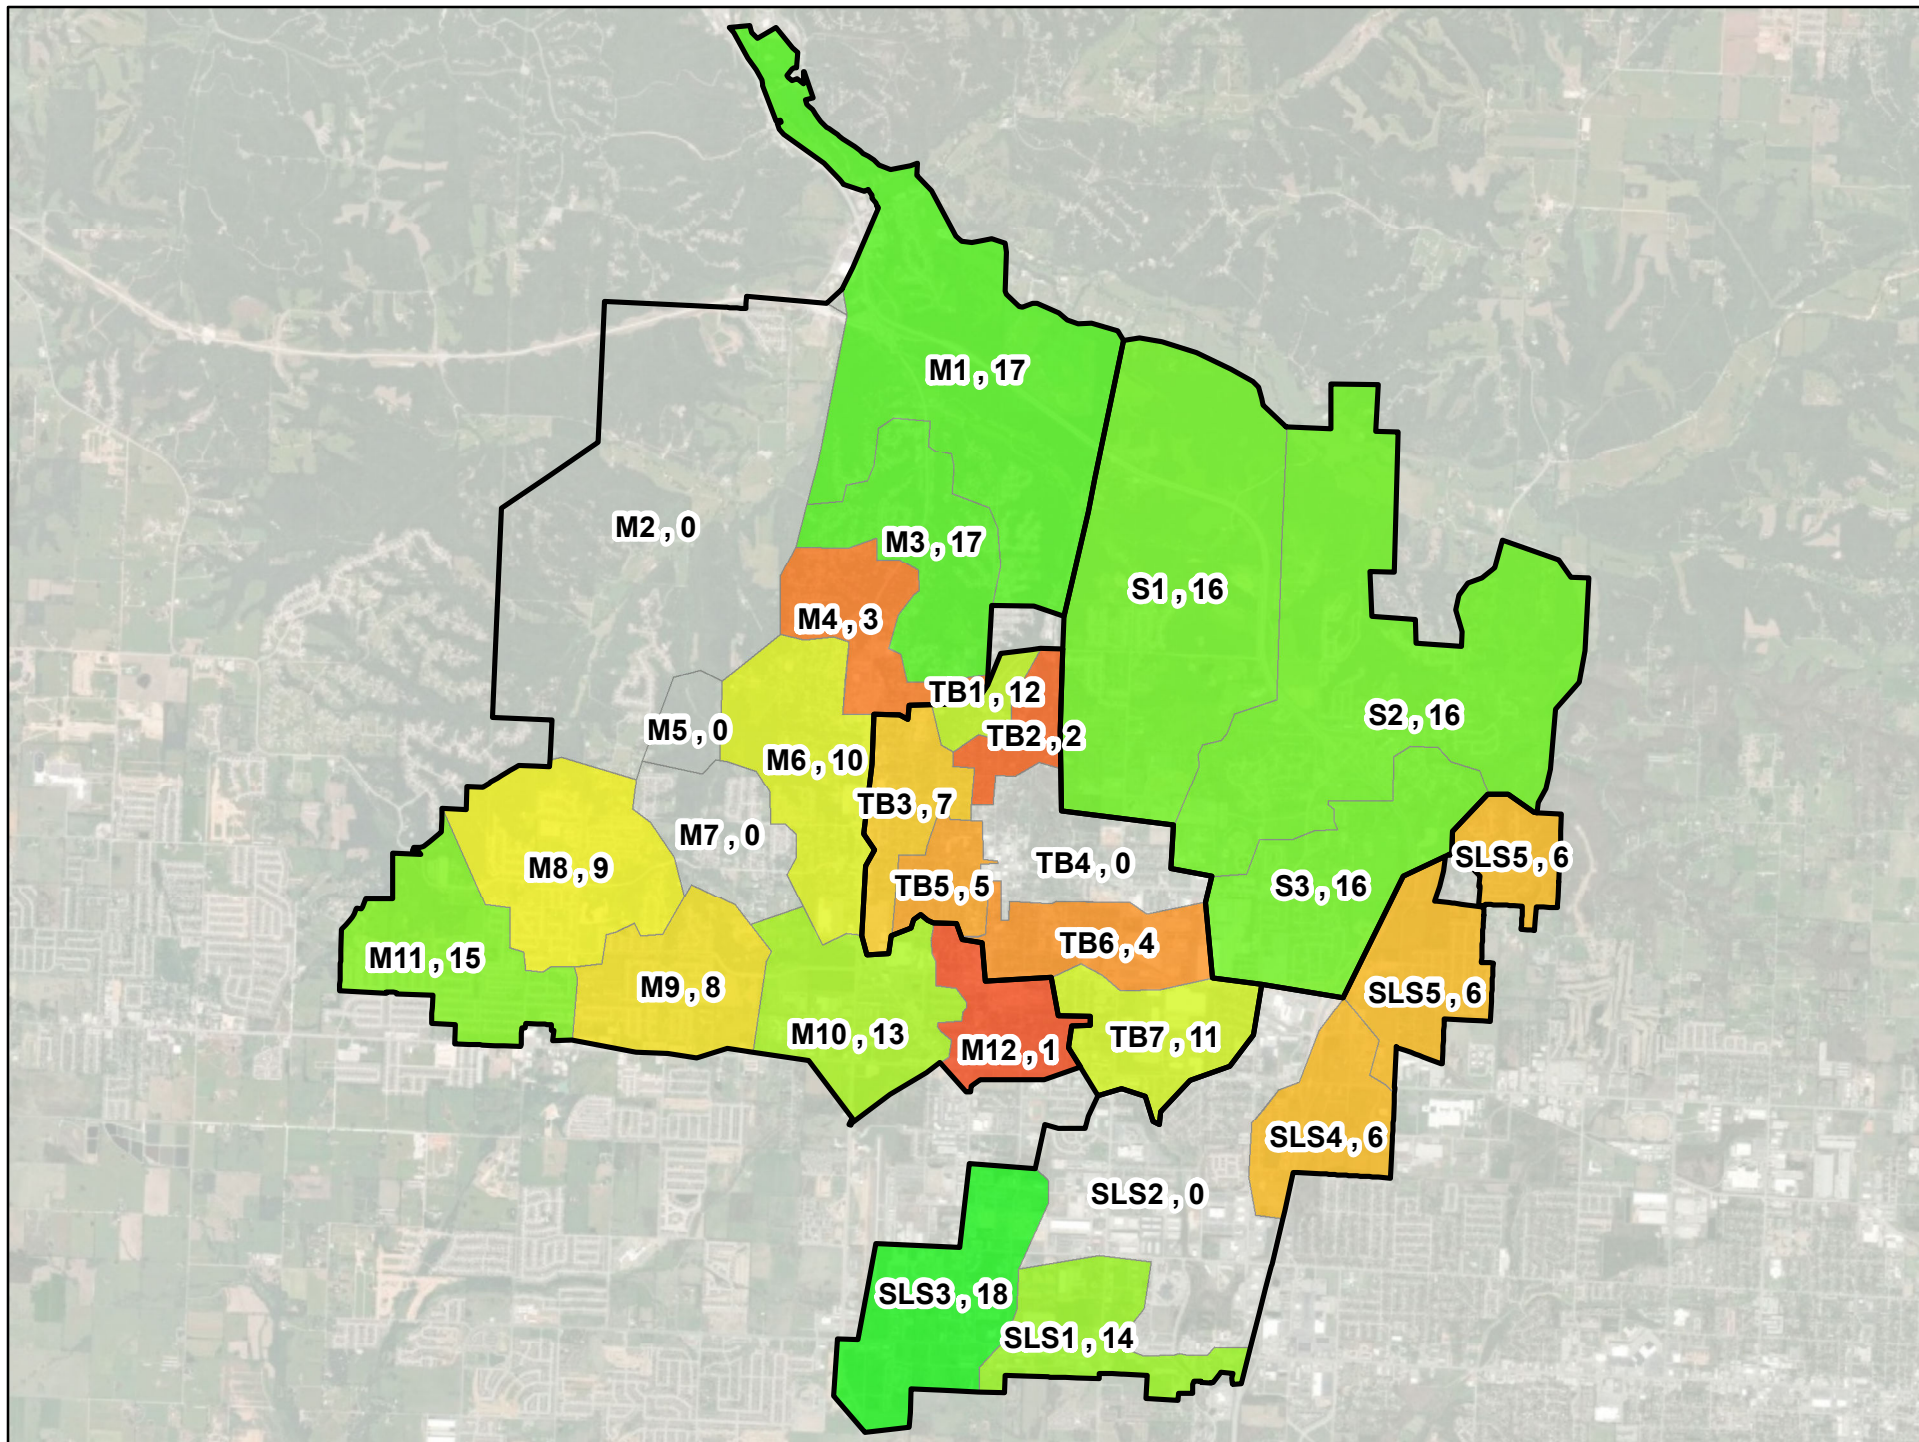 M1 , 17
M2 , 0
M3 , 17
S1 , 16
M4 , 3
TB1 , 12
S2 , 16
M5 , 0
TB2 , 2
M6 , 10
TB3 , 7
M7 , 0
SLS5 , 6
TB4 , 0
M8 , 9
TB5 , 5
S3 , 16
TB6 , 4
M11 , 15
M9 , 8
SLS5 , 6
M10 , 13
TB7 , 11
M12 , 1
SLS4 , 6
SLS2 , 0
SLS3 , 18
SLS1 , 14